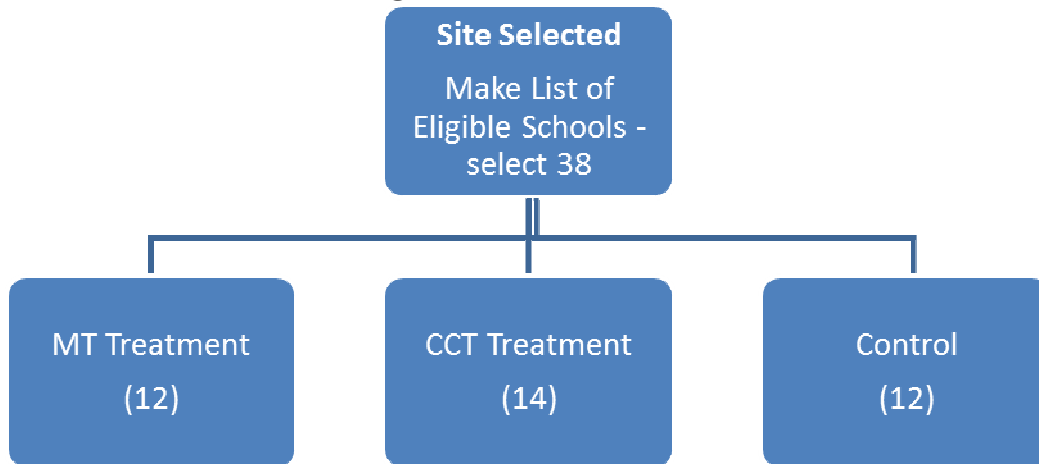 Site Selected
Make List of
Eligible Schools -
select 38
MT Treatment
(12)
CCT Treatment
(14)
Control
(12)